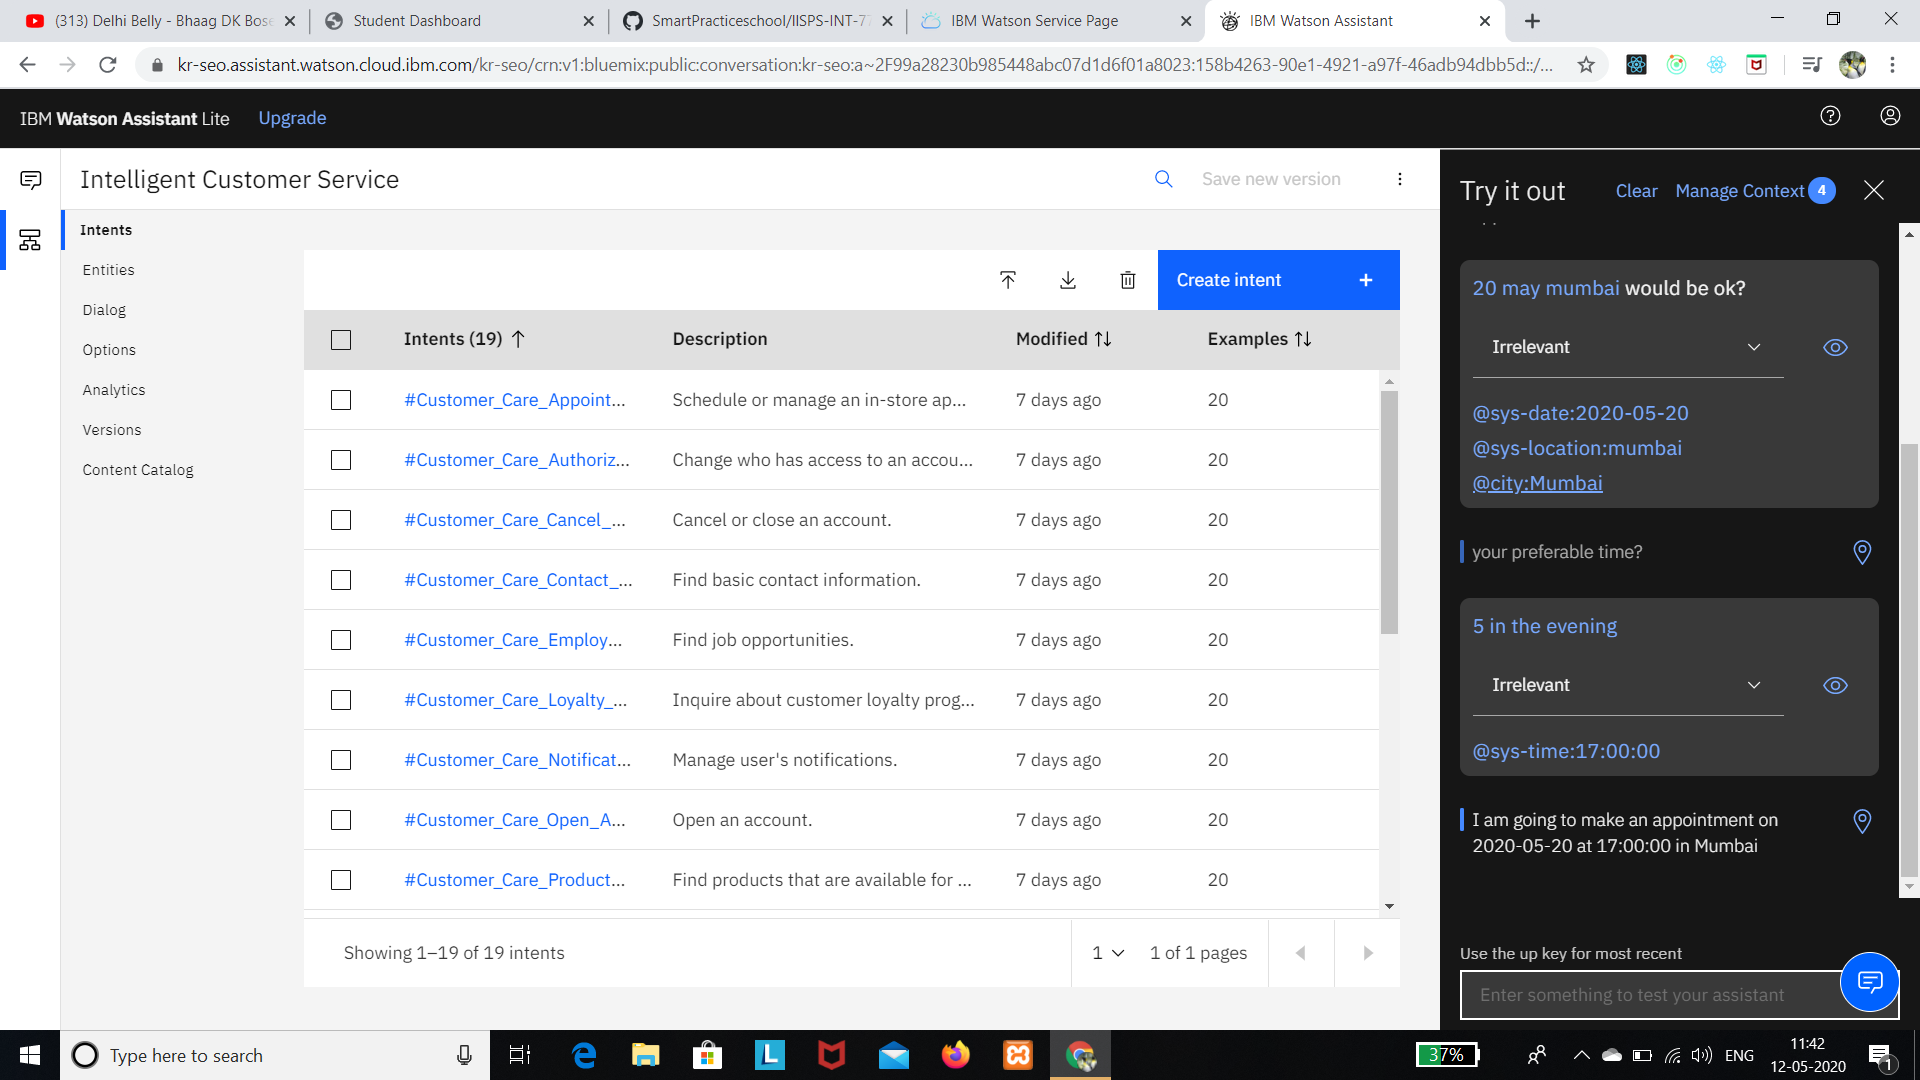 (313) Delhi Belly - Bhaag DK Bose
Student Dashboard
SmartPracticeschool/IISPS-INT-77
IBM Watson Service Page
IBM Watson Assistant
kr-seo.assistant.watson.cloud.ibm.com/kr-seo/crn:v1:bluemix:public:conversation:kr-seo:a~2F99a28230b985448abc07d1d6f01a8023:158b4263-90e1-4921-a97f-46adb94dbb5d::/...
IBM Watson Assistant Lite Upgrade
Intelligent Customer Service
Save new version
Intents
Entities
Dialog
Options
Analytics
Versions
Content Catalog
Create intent +
Intents (19) Description Modified Examples
#Customer_Care_Appoint... Schedule or manage an in-store ap... 7 days ago 20
#Customer_Care_Authoriz... Change who has access to an accou... 7 days ago 20
#Customer_Care_Cancel_... Cancel or close an account. 7 days ago 20
#Customer_Care_Contact_... Find basic contact information. 7 days ago 20
#Customer_Care_Employ... Find job opportunities. 7 days ago 20
#Customer_Care_Loyalty_... Inquire about customer loyalty prog... 7 days ago 20
#Customer_Care_Notificat... Manage user's notifications. 7 days ago 20
#Customer_Care_Open_A... Open an account. 7 days ago 20
#Customer_Care_Product... Find products that are available for ... 7 days ago 20
Showing 1–19 of 19 intents
1
1 of 1 pages
Try it out Clear Manage Context 4
20 may mumbai would be ok?
Irrelevant
@sys-date:2020-05-20
@sys-location:mumbai
@city:Mumbai
your preferable time?
5 in the evening
Irrelevant
@sys-time:17:00:00
I am going to make an appointment on
2020-05-20 at 17:00:00 in Mumbai
Use the up key for most recent
Enter something to test your assistant
Type here to search
37%
ENG
11:42
12-05-2020
1